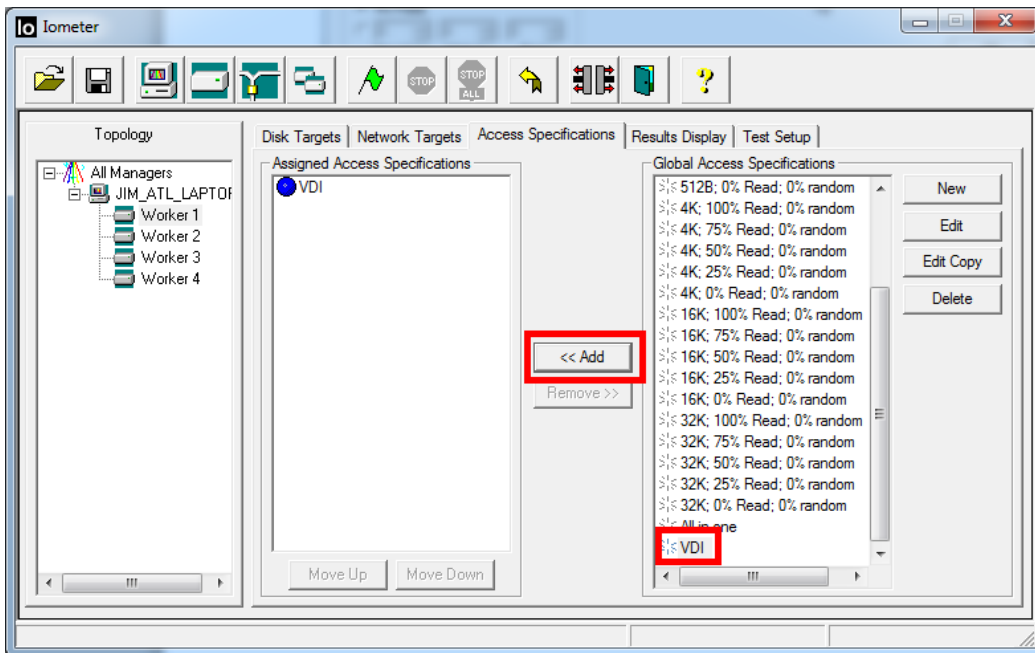 Iometer
STOP
STOP
ALL
Topology
Disk Targets
Network Targets
Access Specifications
Results Display
Test Setup
All Managers
JIM_ATL_LAPTOP
Worker 1
Worker 2
Worker 3
Worker 4
Assigned Access Specifications
VDI
Move Up
Move Down
<< Add
Remove >>
Global Access Specifications
512B; 0% Read; 0% random
4K; 100% Read; 0% random
4K; 75% Read; 0% random
4K; 50% Read; 0% random
4K; 25% Read; 0% random
4K; 0% Read; 0% random
16K; 100% Read; 0% random
16K; 75% Read; 0% random
16K; 50% Read; 0% random
16K; 25% Read; 0% random
16K; 0% Read; 0% random
32K; 100% Read; 0% random
32K; 75% Read; 0% random
32K; 50% Read; 0% random
32K; 25% Read; 0% random
32K; 0% Read; 0% random
All in one
VDI
New
Edit
Edit Copy
Delete